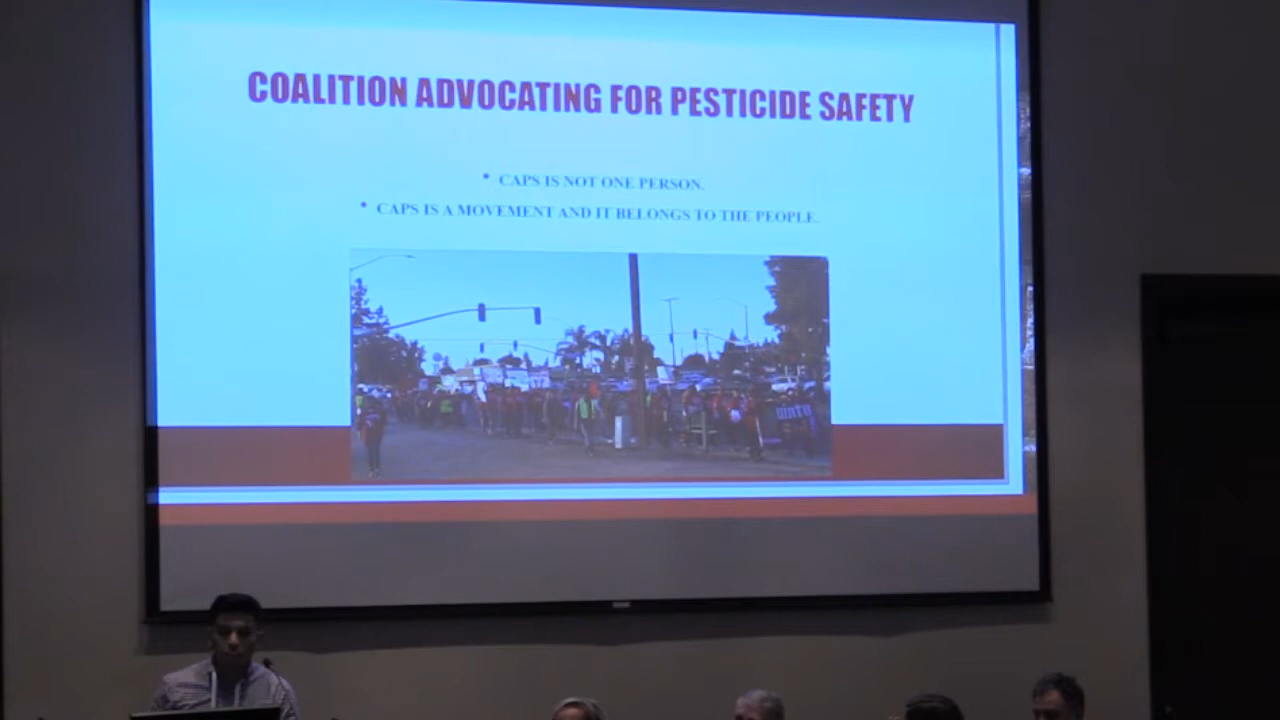 COALITION ADVOCATING FOR PESTICIDE SAFETY
• CAPS IS NOT ONE PERSON.
• CAPS IS A MOVEMENT AND IT BELONGS TO THE PEOPLE.